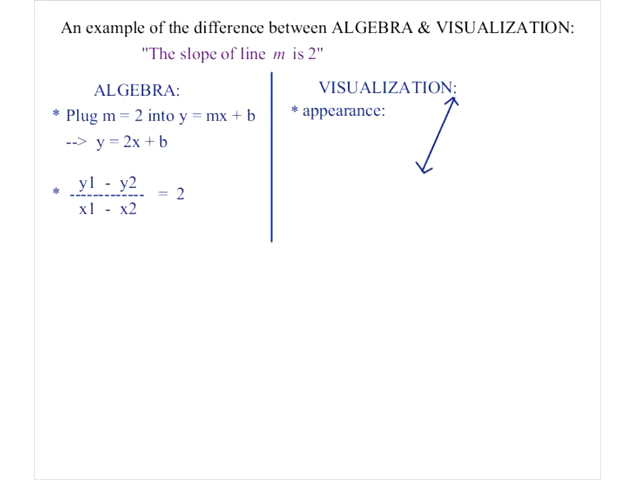 An example of the difference between ALGEBRA & VISUALIZATION:
"The slope of line m is 2"
ALGEBRA:
* Plug m = 2 into y = mx + b
--> y = 2x + b
* y1 - y2
------------- = 2
x1 - x2
VISUALIZATION:
* appearance: